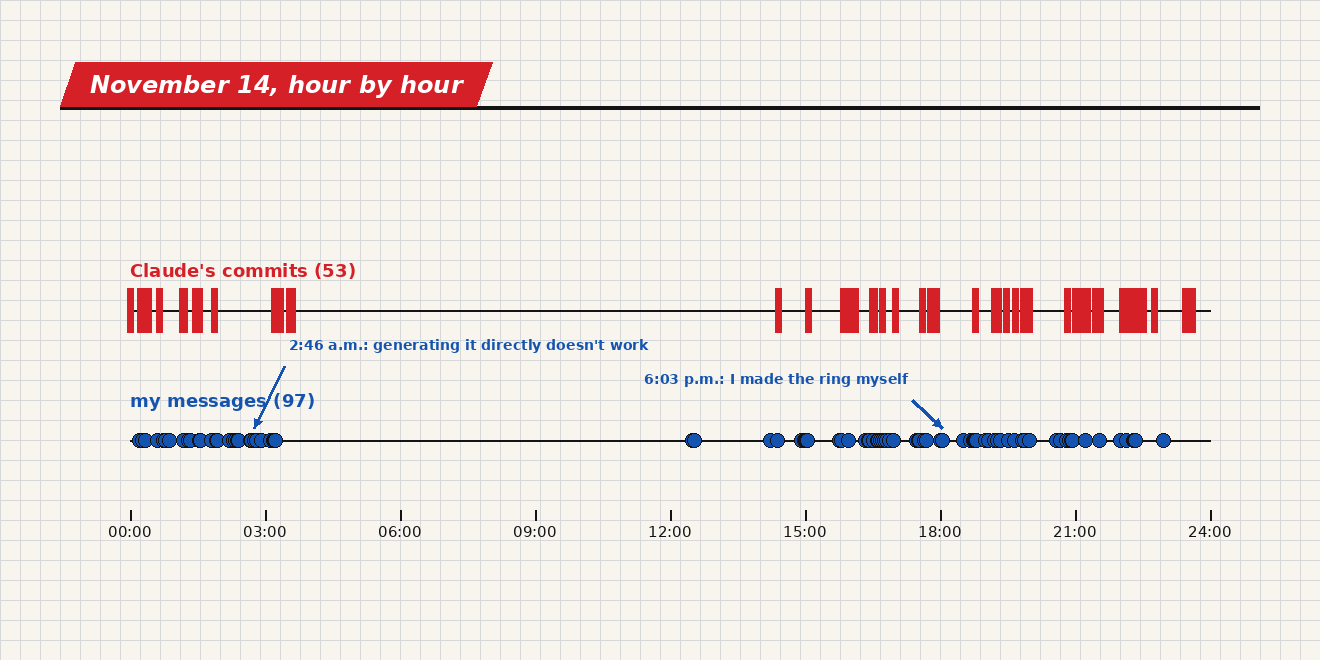 November 14, hour by hour
Claude's commits (53)
2:46 a.m.: generating it directly doesn't work
6:03 p.m.: I made the ring myself
my messages (97)
00:00 03:00 06:00 09:00 12:00 15:00 18:00 21:00 24:00